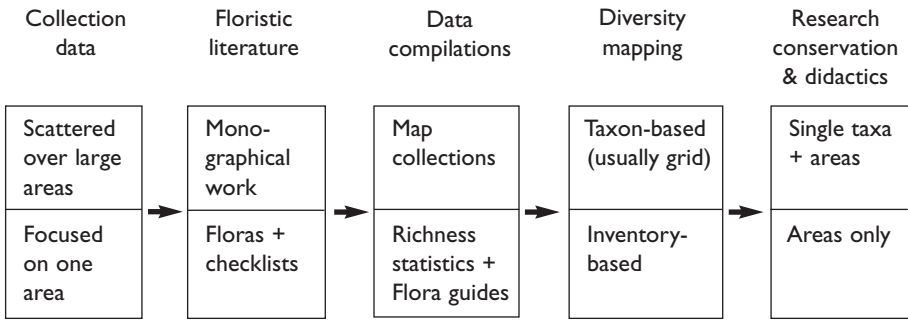 Collection
data
Floristic
literature
Data
compilations
Diversity
mapping
Research
conservation
& didactics
Scattered
over large
areas
Mono-
graphical
work
Map
collections
Taxon-based
(usually grid)
Single taxa
+ areas
Focused
on one
area
Floras +
checklists
Richness
statistics +
Flora guides
Inventory-
based
Areas only